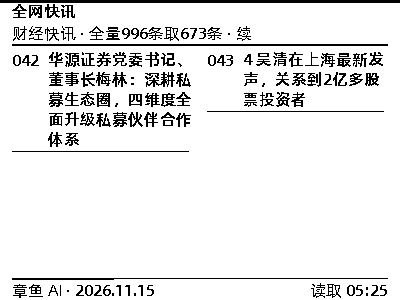 全网快讯
财经快讯 · 全量996条取673条 · 续
042 华源证券党委书记、
董事长梅林：深耕私
募生态圈，四维度全
面升级私募伙伴合作
体系
043 4吴清在上海最新发
声，关系到2亿多股
票投资者
章鱼 AI · 2026.11.15
读取 05:25